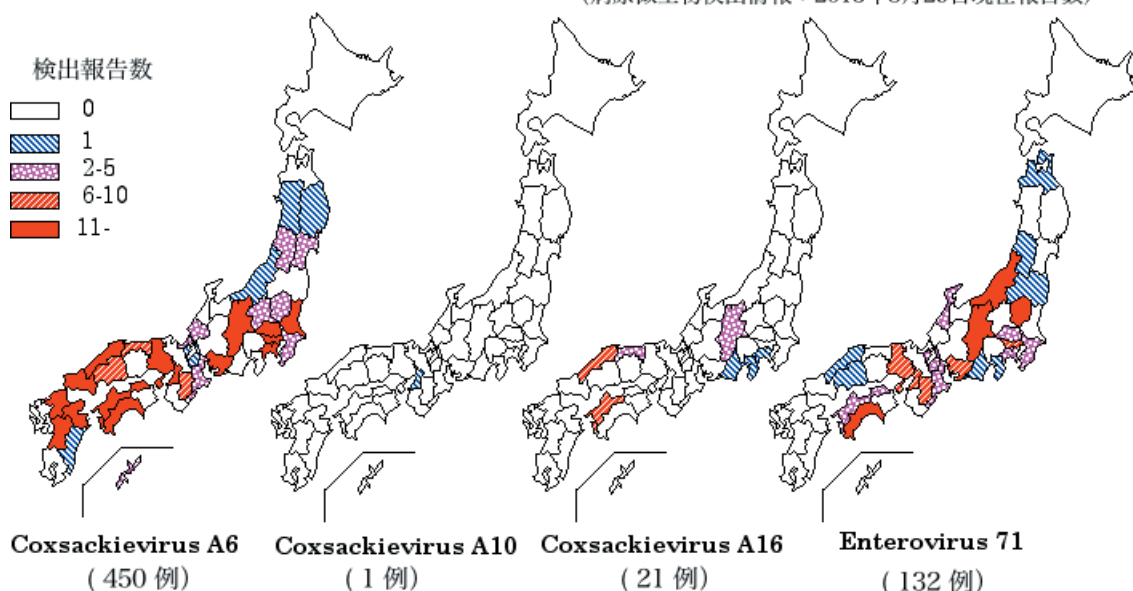 検出報告数
0
1
2-5
6-10
11-
Coxsackievirus A6
(450 例)
Coxsackievirus A10
(1 例)
Coxsackievirus A16
(21 例)
Enterovirus 71
(132 例)